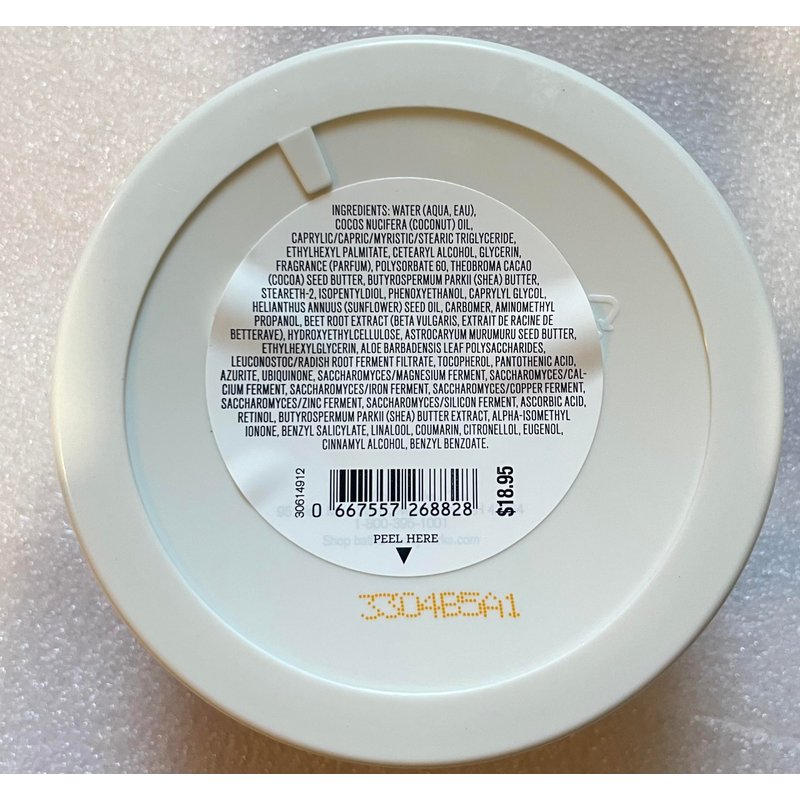 INGREDIENTS: WATER (AQUA, EAU),
COCOS NUCIFERA (COCONUT) OIL,
CAPRYLIC/CAPRIC/MYRISTIC/STEARIC TRIGLYCERIDE,
ETHYLHEXYL PALMITATE, CETEARYL ALCOHOL, GLYCERIN,
FRAGRANCE (PARFUM), POLYSORBATE 60, THEOBROMA CACAO
(COCOA) SEED BUTTER, BUTYROSPERMUM PARKII (SHEA) BUTTER,
STEARETH-2, ISOPENTYLDIOL, PHENOXYETHANOL, CAPRYLYL GLYCOL,
HELIANTHUS ANNUUS (SUNFLOWER) SEED OIL, CARBOMER, AMINOMETHYL
PROPANOL, BEET ROOT EXTRACT (BETA VULGARIS, EXTRAIT DE RACINE DE
BETTERAVE), HYDROXYETHYLCELLULOSE, ASTROCARYUM MURUMURU SEED BUTTER,
ETHYLHEXYLGLYCERIN, ALOE BARBADENSIS LEAF POLYSACCHARIDES,
LEUCONOSTOC/RADISH ROOT FERMENT FILTRATE, TOCOPHEROL, PANTOTHENIC ACID,
AZURITE, UBIQUINONE, SACCHAROMYCES/MAGNESIUM FERMENT, SACCHAROMYCES/CAL-
CIUM FERMENT, SACCHAROMYCES/IRON FERMENT, SACCHAROMYCES/COPPER FERMENT,
SACCHAROMYCES/ZINC FERMENT, SACCHAROMYCES/SILICON FERMENT, ASCORBIC ACID,
RETINOL, BUTYROSPERMUM PARKII (SHEA) BUTTER EXTRACT, ALPHA-ISOMETHYL
IONONE, BENZYL SALICYLATE, LINALOOL, COUMARIN, CITRONELLOL, EUGENOL,
CINNAMYL ALCOHOL, BENZYL BENZOATE.
30614912
0 667557 268828
$18.95
1-800-395-1001
Shop
PEEL HERE
3304B5A1